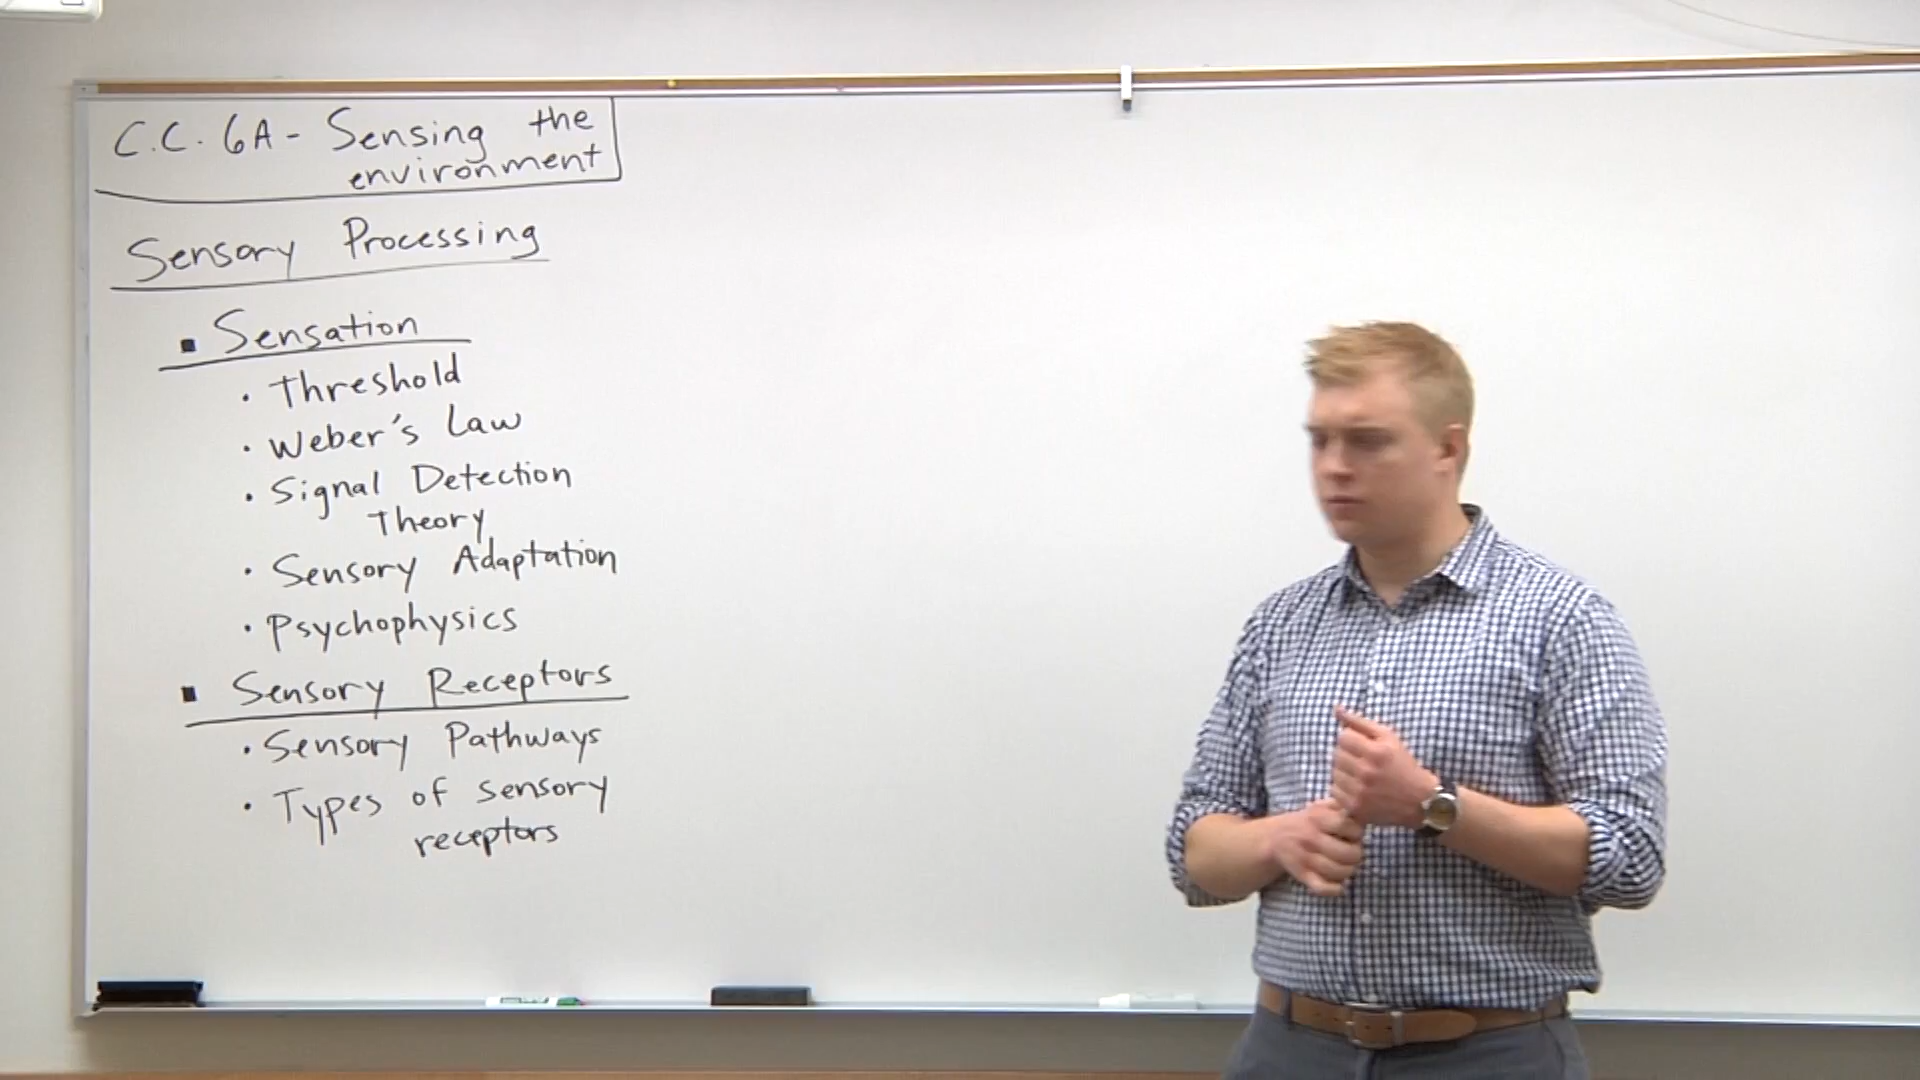 C.C. 6A - Sensing the
environment
Sensory Processing
▪ Sensation
· Threshold
· Weber's Law
· Signal Detection
Theory
· Sensory Adaptation
· Psychophysics
▪ Sensory Receptors
· Sensory Pathways
· Types of sensory
receptors